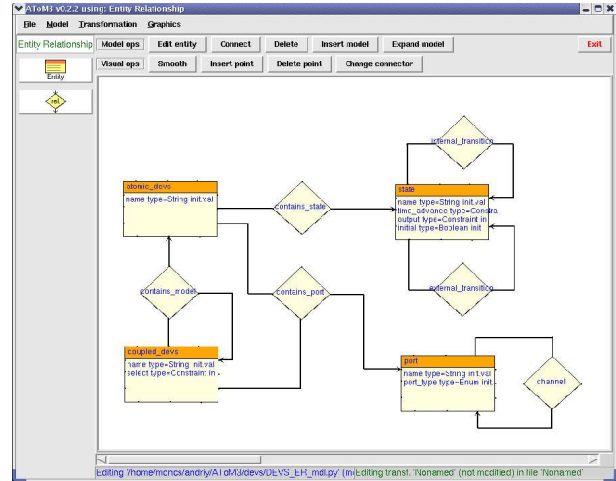 AToM3 v0.2.2 using: Entity Relationship
File Model Transformation Graphics
Entity Relationship
Model ops Edit entity Connect Delete Insert model Expand model Exit
Visual ops Smooth Insert point Delete point Change connector
Entity
rel.
internal_transition
atomic_devs
name type=String init.val
contains_state
state
name type=String init.val
time_advance type=Constra
output type=Constraint in
initial type=Boolean init
contains_model
contains_port
external_transition
coupled_devs
name type=String init.val
select type=Constraint in
port
name type=String init.val
port_type type=Enum init.
channel
Editing '/home/moncs/andriy/AToM3/devs/DEVS_ER_mdl.py' (m
Editing transf. 'Nonamed' (not modified) in file 'Nonamed'